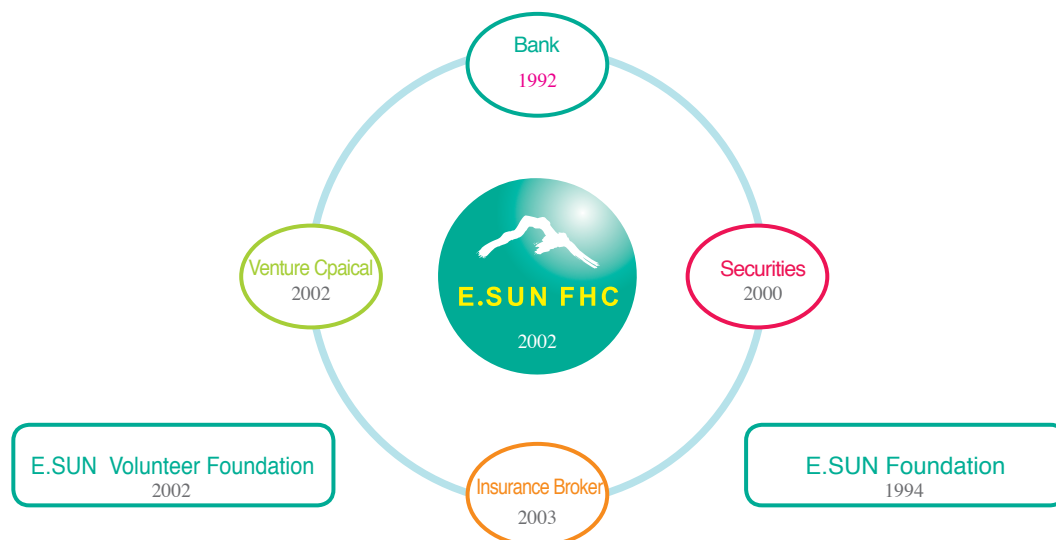 Bank
1992
Venture Cpaical
2002
E.SUN FHC
2002
Securities
2000
E.SUN Volunteer Foundation
2002
Insurance Broker
2003
E.SUN Foundation
1994